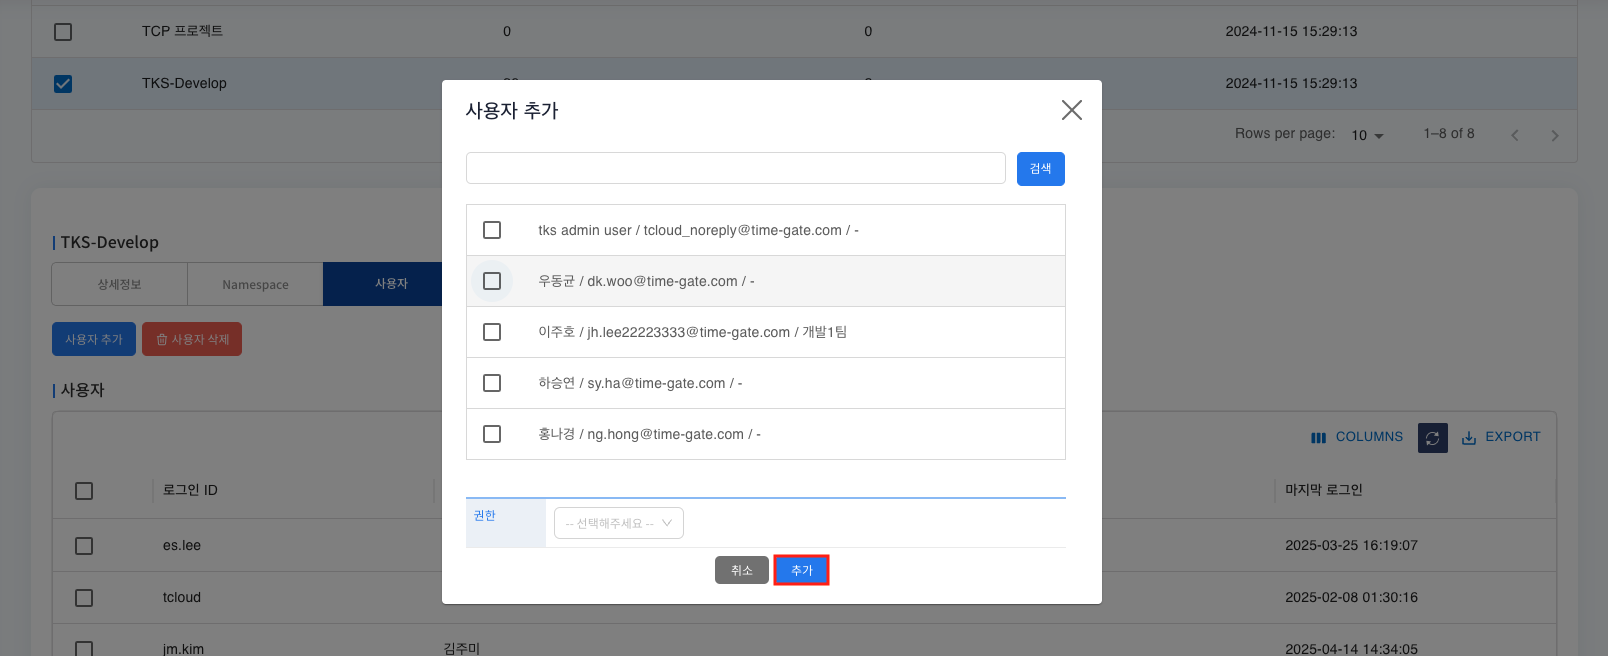 TCP 프로젝트 0 0 2024-11-15 15:29:13
TKS-Develop 2024-11-15 15:29:13
Rows per page: 10 1–8 of 8
사용자 추가
검색
tks admin user / tcloud_noreply@time-gate.com / -
우동균 / dk.woo@time-gate.com / -
이주호 / jh.lee22223333@time-gate.com / 개발1팀
하승연 / sy.ha@time-gate.com / -
홍나경 / ng.hong@time-gate.com / -
권한 -- 선택해주세요 --
취소 추가
TKS-Develop
상세정보 Namespace 사용자
사용자 추가 사용자 삭제
사용자
COLUMNS EXPORT
로그인 ID 마지막 로그인
es.lee 2025-03-25 16:19:07
tcloud 2025-02-08 01:30:16
jm.kim 김주미 2025-04-14 14:34:05